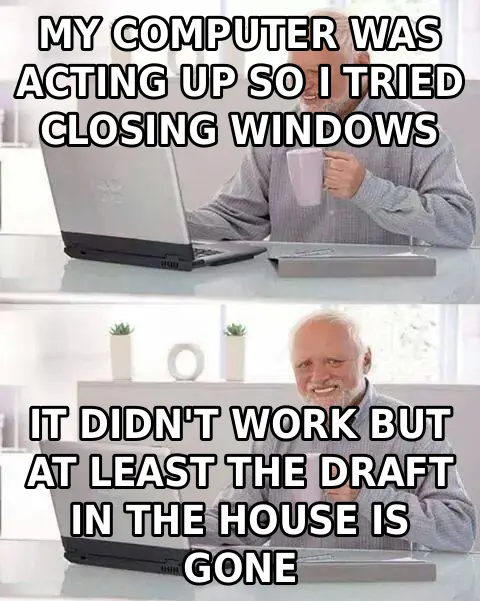 MY COMPUTER WAS
ACTING UP SO I TRIED
CLOSING WINDOWS
IT DIDN'T WORK BUT
AT LEAST THE DRAFT
IN THE HOUSE IS
GONE